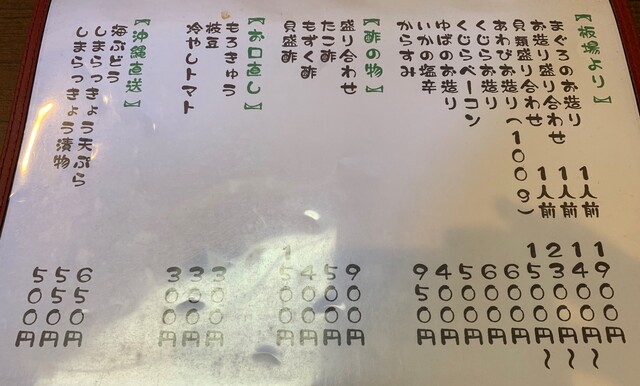 【板場より】
まぐろのお造り 1人前 1900円
お造り盛り合わせ 1人前 1400円〜
貝類盛り合わせ 1人前 2300円〜
あわびお造り(100g) 1500円〜
くじらお造り 600円
くじらベーコン 600円
ゆばのお造り 500円
いかの塩辛 400円
からすみ 950円
【酢の物】
盛り合わせ 900円
たこ酢 500円
もずく酢 400円
貝盛酢 1500円
【お口直し】
もろきゅう 300円
枝豆 300円
冷やしトマト 300円
【沖縄直送】
海ぶどう 650円
しまらっきょう天ぷら 550円
しまらっきょう漬物 500円